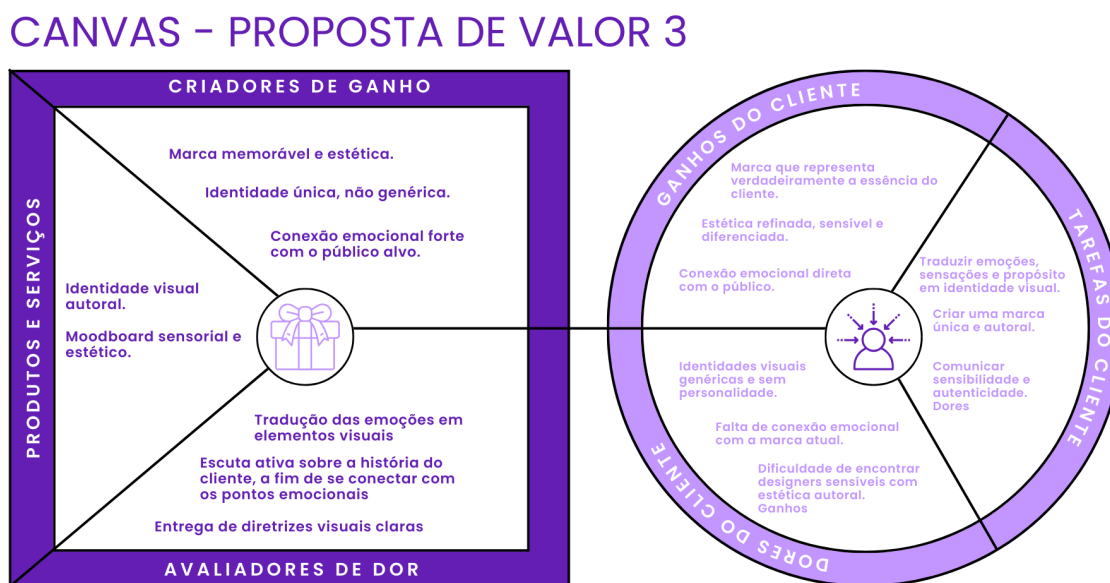 CANVAS - PROPOSTA DE VALOR 3
CRIADORES DE GANHO
Marca memorável e estética.
Identidade única, não genérica.
Conexão emocional forte
com o público alvo.
PRODUTOS E SERVIÇOS
Identidade visual
autoral.
Moodboard sensorial e
estético.
Tradução das emoções em
elementos visuais
Escuta ativa sobre a história do
cliente, a fim de se conectar com
os pontos emocionais
Entrega de diretrizes visuais claras
AVALIADORES DE DOR
GANHOS DO CLIENTE
Marca que representa
verdadeiramente a essência do
cliente.
Estética refinada, sensível e
diferenciada.
Conexão emocional direta
com o público.
TAREFAS DO CLIENTE
Traduzir emoções,
sensações e propósito
em identidade visual.
Criar uma marca
única e autoral.
Comunicar
sensibilidade e
autenticidade.
Dores
Identidades visuais
genéricas e sem
personalidade.
Falta de conexão emocional
com a marca atual.
Dificuldade de encontrar
designers sensíveis com
estética autoral.
Ganhos
DORES DO CLIENTE